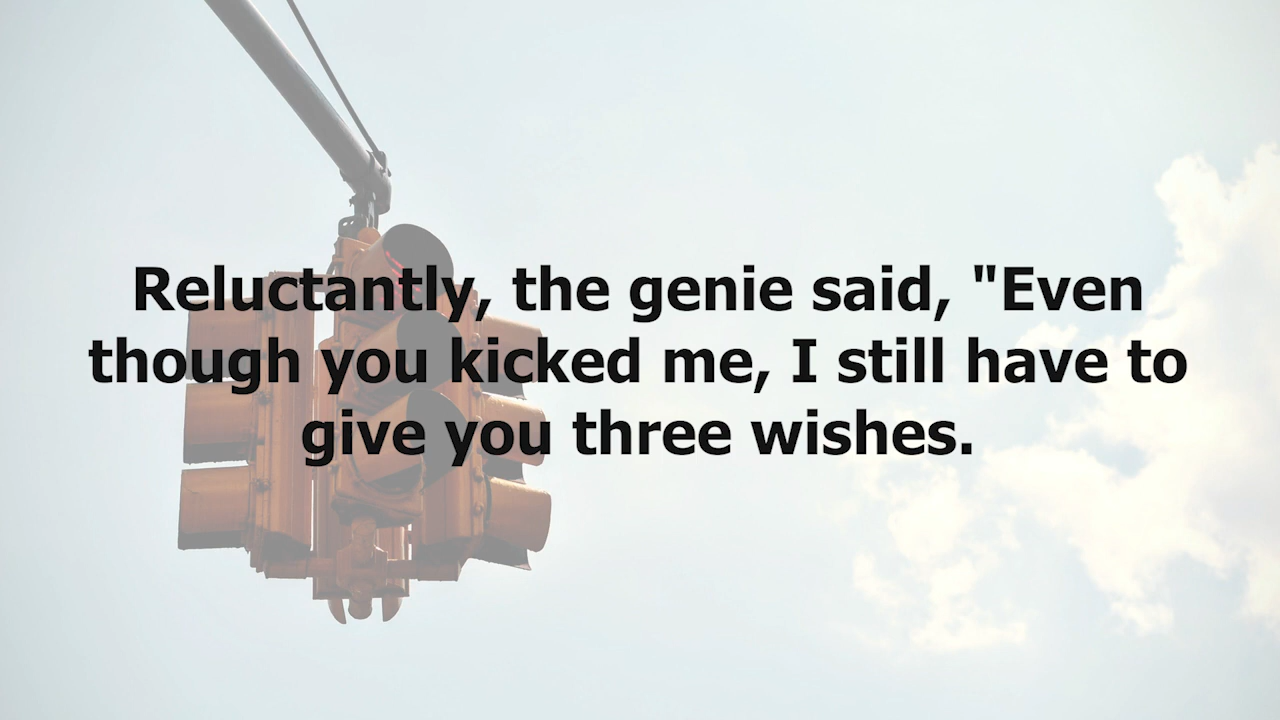 Reluctantly, the genie said, "Even
though you kicked me, I still have to
give you three wishes.